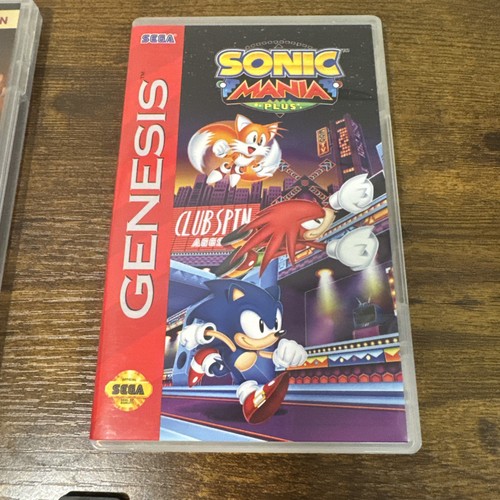 N
SEGA
GENESIS
SONIC
MANIA
PLUS
CLUB SPIN
SEGA